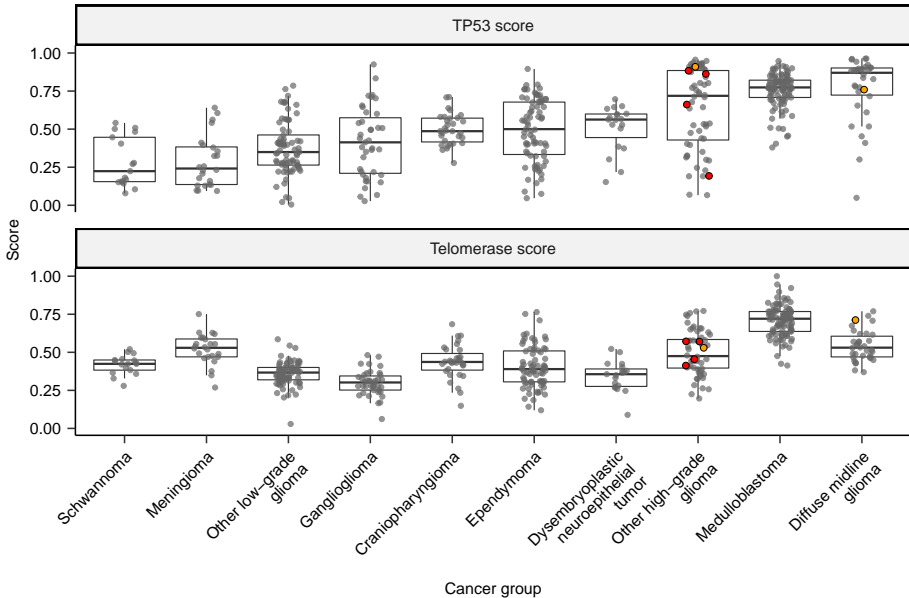 TP53 score
1.00
0.75
0.50
0.25
0.00
Score
Telomerase score
1.00
0.75
0.50
0.25
0.00
Schwannoma
Meningioma
Other low−grade
glioma
Ganglioglioma
Craniopharyngioma
Ependymoma
Dysembryoplastic
neuroepithelial
tumor
Other high−grade
glioma
Medulloblastoma
Diffuse midline
glioma
Cancer group